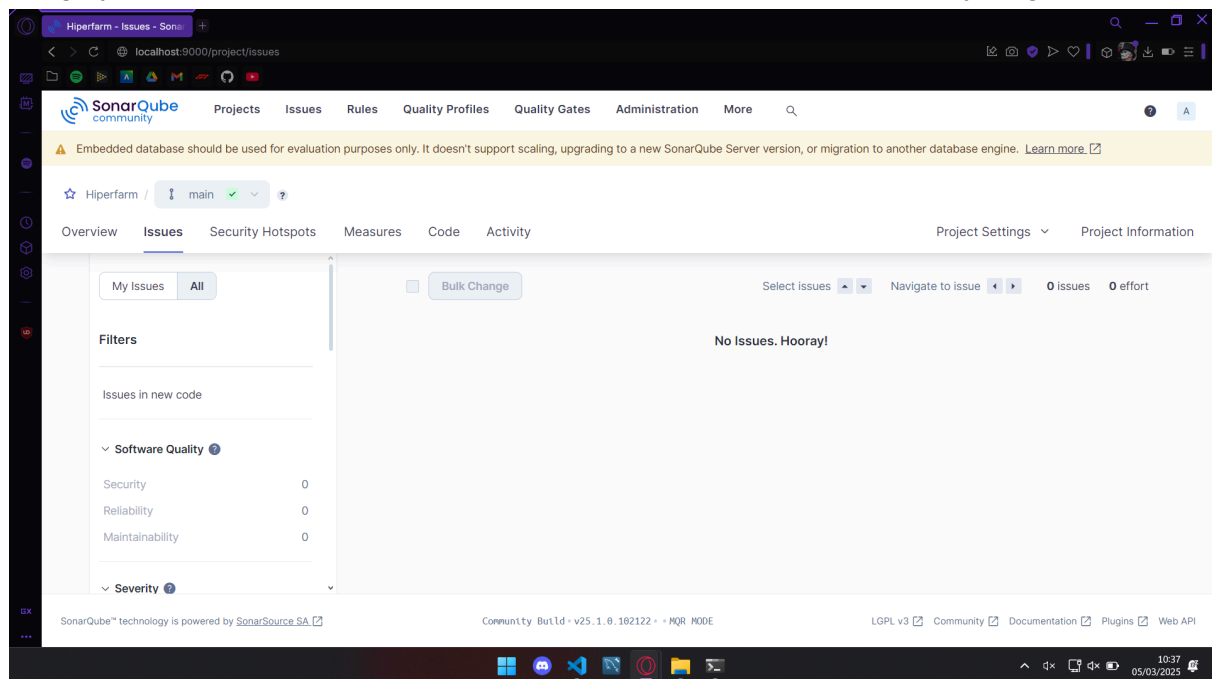 Hiperfarm - Issues - Sona
localhost:9000/project/issues
SonarQube community Projects Issues Rules Quality Profiles Quality Gates Administration More A
Embedded database should be used for evaluation purposes only. It doesn't support scaling, upgrading to a new SonarQube Server version, or migration to another database engine. Learn more
Hiperfarm / main
Overview Issues Security Hotspots Measures Code Activity Project Settings Project Information
My Issues All Bulk Change Select issues Navigate to issue 0 issues 0 effort
Filters No Issues. Hooray!
Issues in new code
Software Quality
Security 0
Reliability 0
Maintainability 0
Severity
SonarQube™ technology is powered by SonarSource SA Community Build · v25.1.0.102122 · MQR MODE LGPL v3 Community Documentation Plugins Web API
GX
10:37
05/03/2025